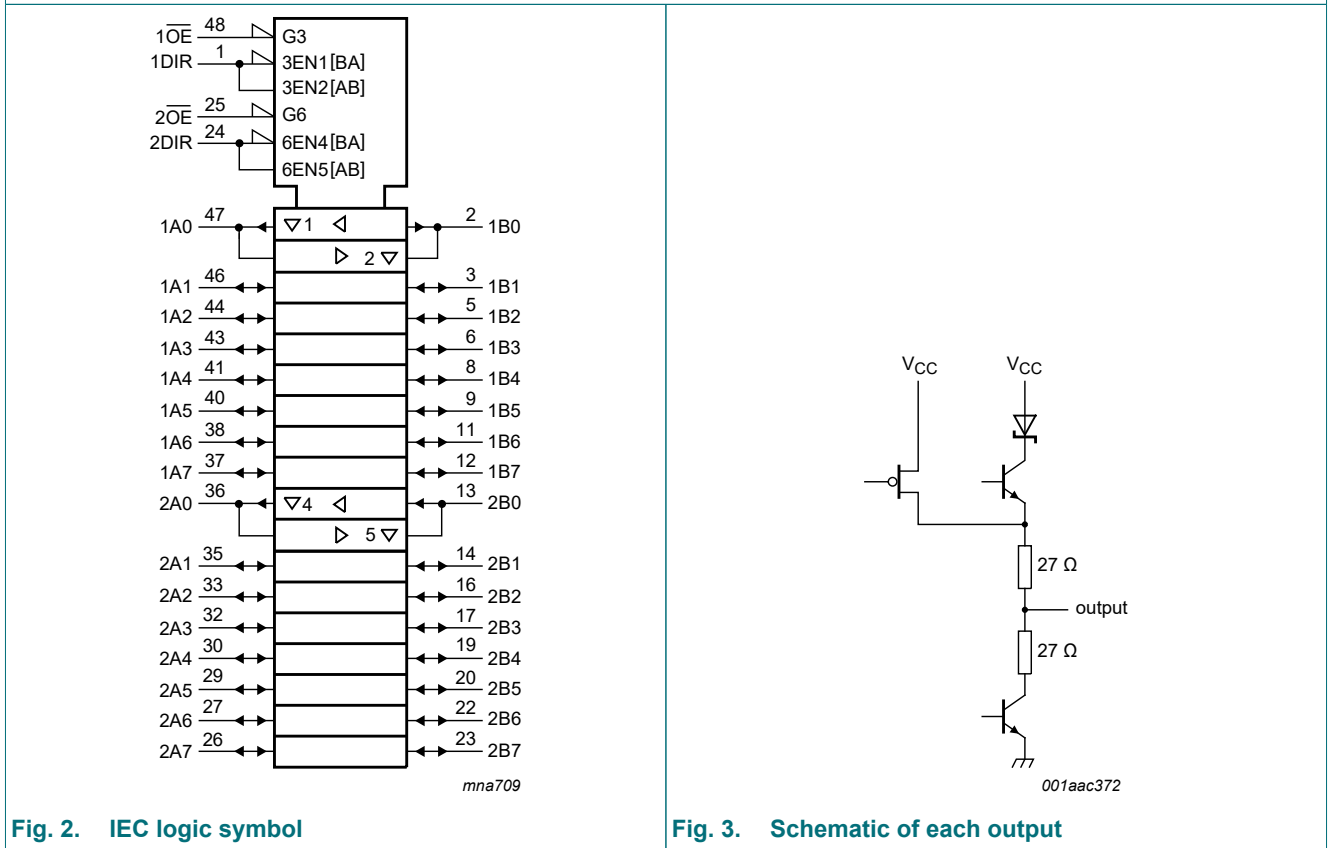 1O̅E̅ 48 G3
1DIR 1 3EN1[BA]
3EN2[AB]
2O̅E̅ 25 G6
2DIR 24 6EN4[BA]
6EN5[AB]
1A0 47 ▽1 ◁ 2 1B0
▷ 2 ▽
1A1 46 3 1B1
1A2 44 5 1B2
1A3 43 6 1B3
1A4 41 8 1B4
1A5 40 9 1B5
1A6 38 11 1B6
1A7 37 12 1B7
2A0 36 ▽4 ◁ 13 2B0
▷ 5 ▽
2A1 35 14 2B1
2A2 33 16 2B2
2A3 32 17 2B3
2A4 30 19 2B4
2A5 29 20 2B5
2A6 27 22 2B6
2A7 26 23 2B7
mna709
Fig. 2. IEC logic symbol
VCC VCC
27 Ω
output
27 Ω
001aac372
Fig. 3. Schematic of each output